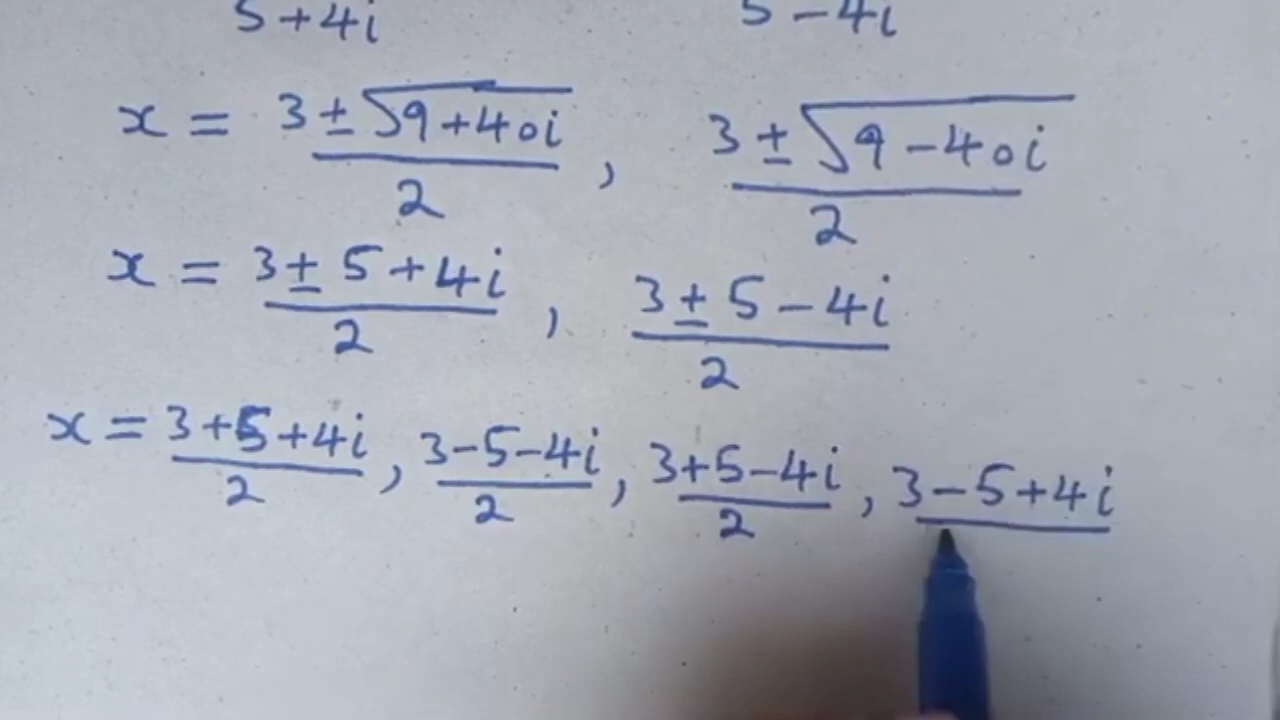 5+4i 5-4i
x = 3±√9+40i / 2 , 3±√9-40i / 2
x = 3±5+4i / 2 , 3±5-4i / 2
x = 3+5+4i / 2 , 3-5-4i / 2 , 3+5-4i / 2 , 3-5+4i